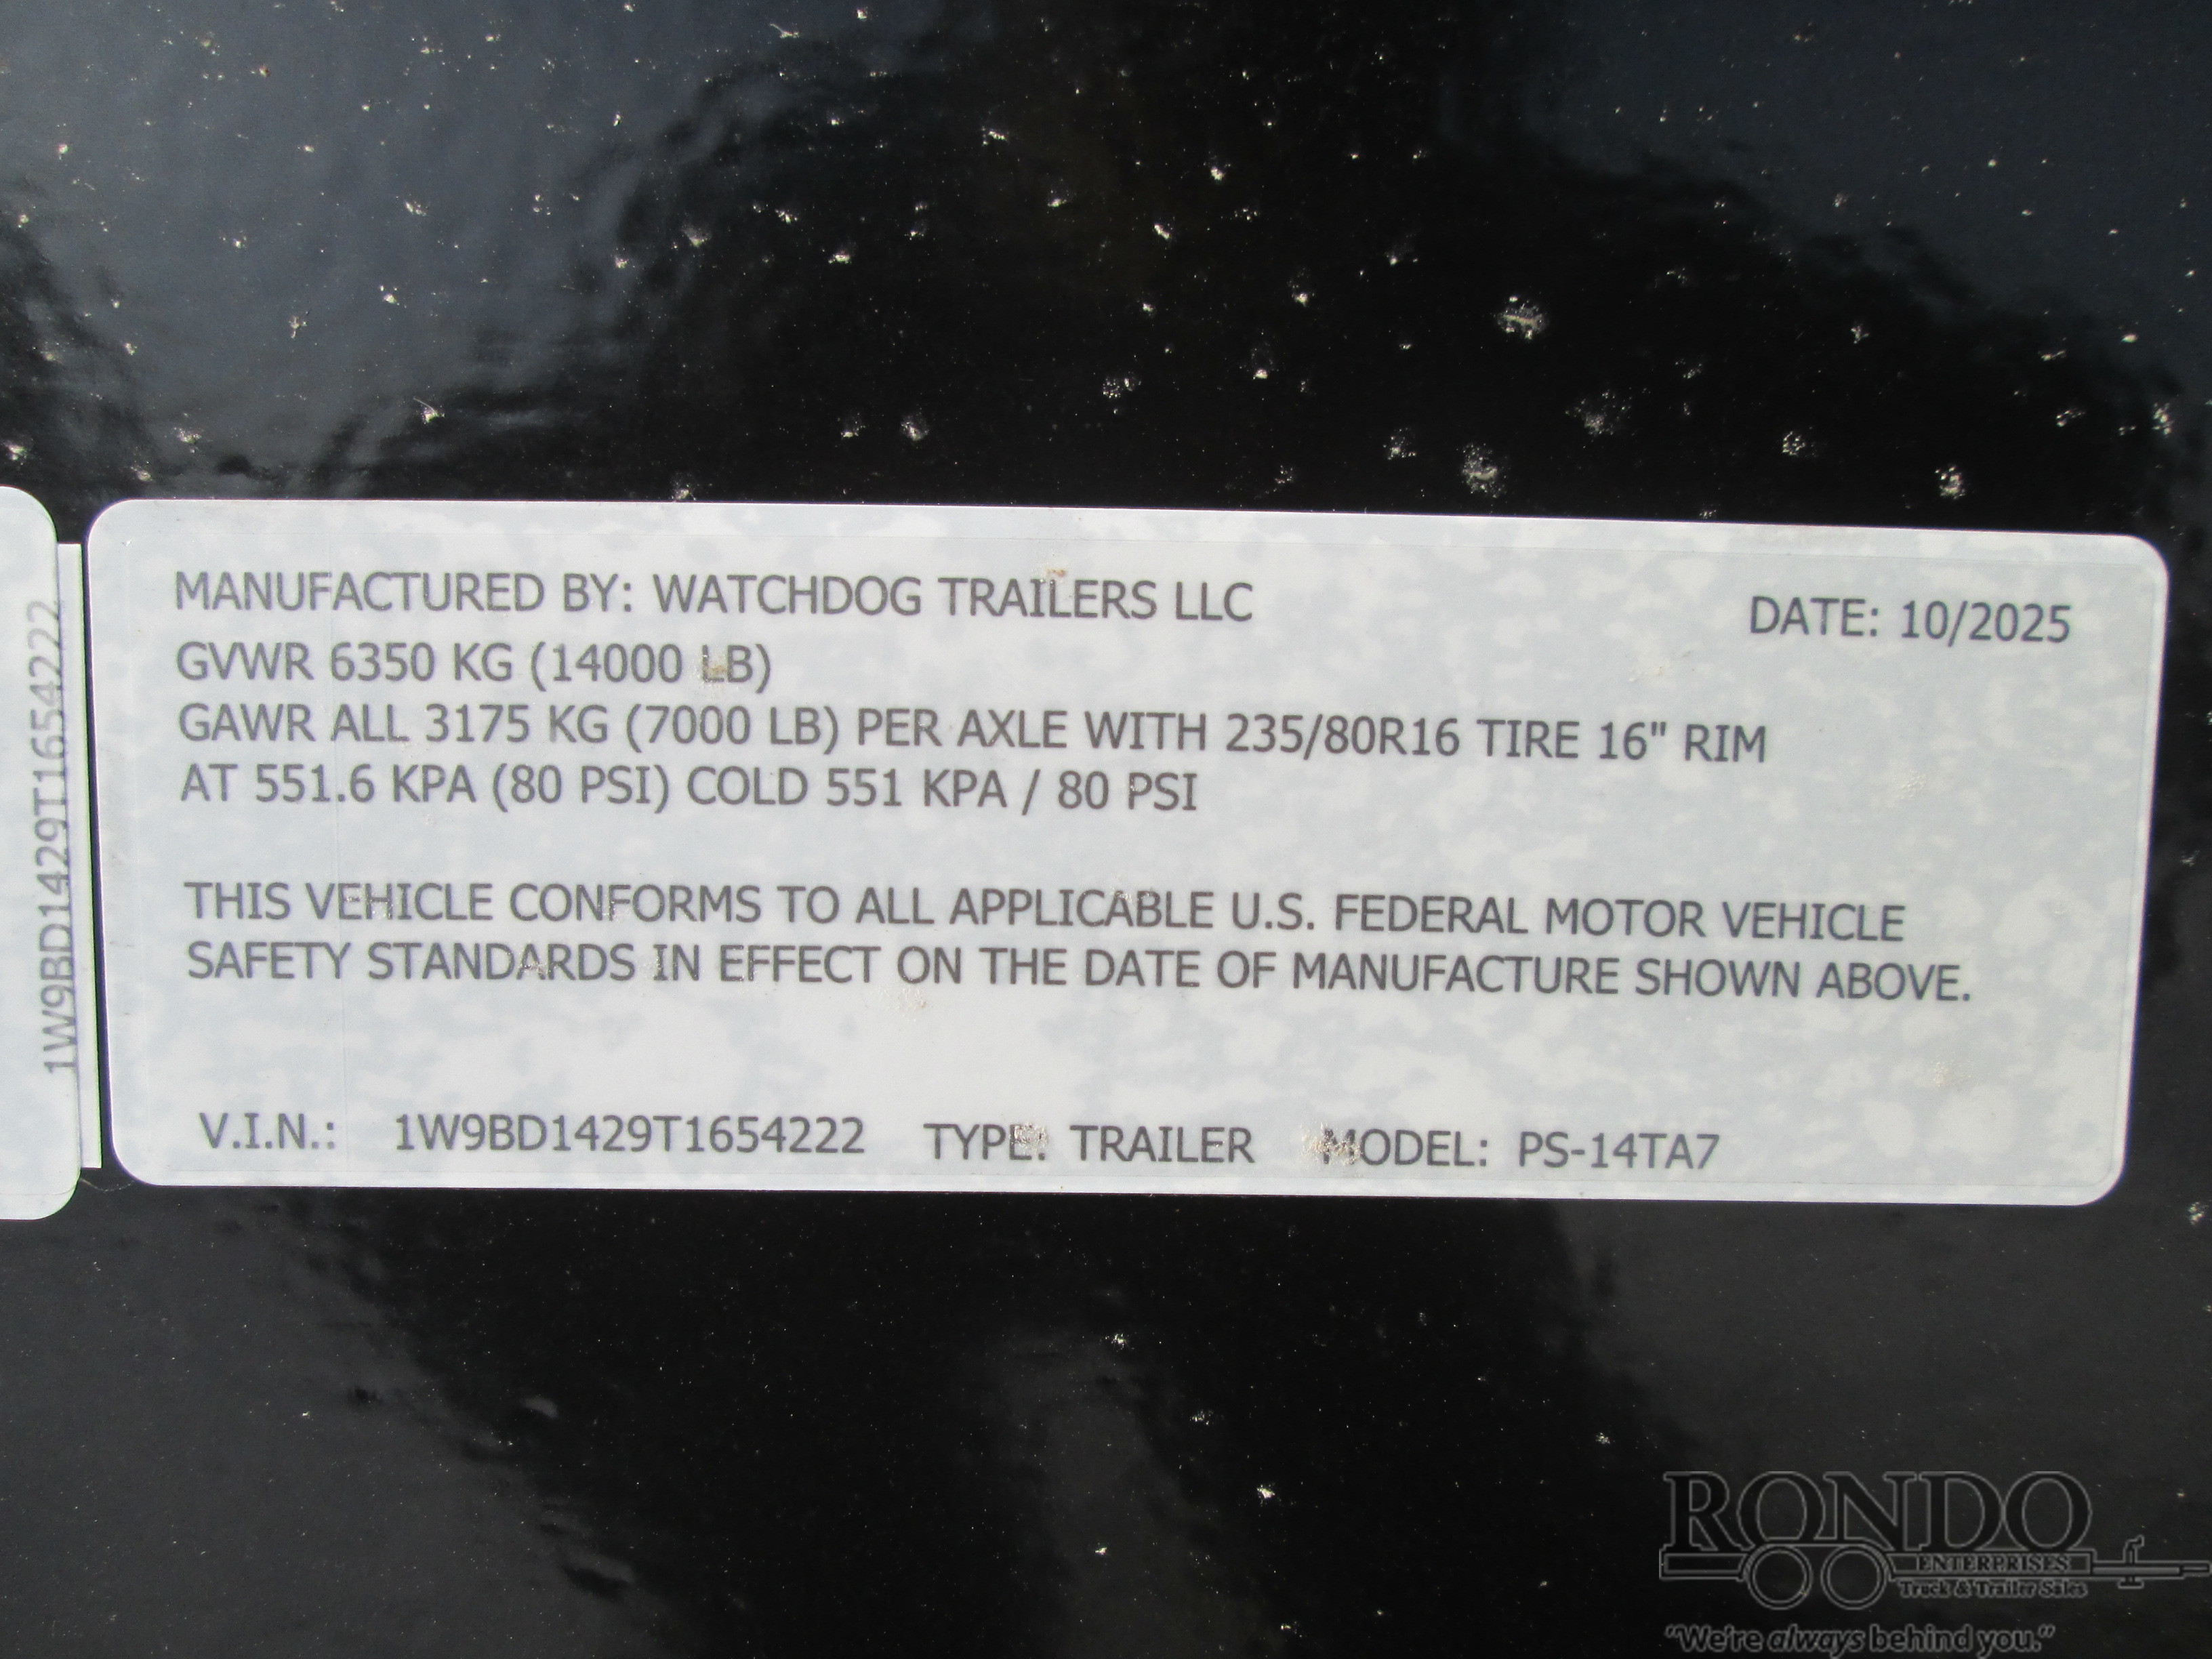 MANUFACTURED BY: WATCHDOG TRAILERS LLC
DATE: 10/2025
GVWR 6350 KG (14000 LB)
GAWR ALL 3175 KG (7000 LB) PER AXLE WITH 235/80R16 TIRE 16" RIM
AT 551.6 KPA (80 PSI) COLD 551 KPA / 80 PSI
THIS VEHICLE CONFORMS TO ALL APPLICABLE U.S. FEDERAL MOTOR VEHICLE
SAFETY STANDARDS IN EFFECT ON THE DATE OF MANUFACTURE SHOWN ABOVE.
V.I.N.: 1W9BD1429T1654222 TYPE: TRAILER MODEL: PS-14TA7
1W9BD1429T1654222
RONDO
ENTERPRISES
Truck & Trailer Sales
"We're always behind you."